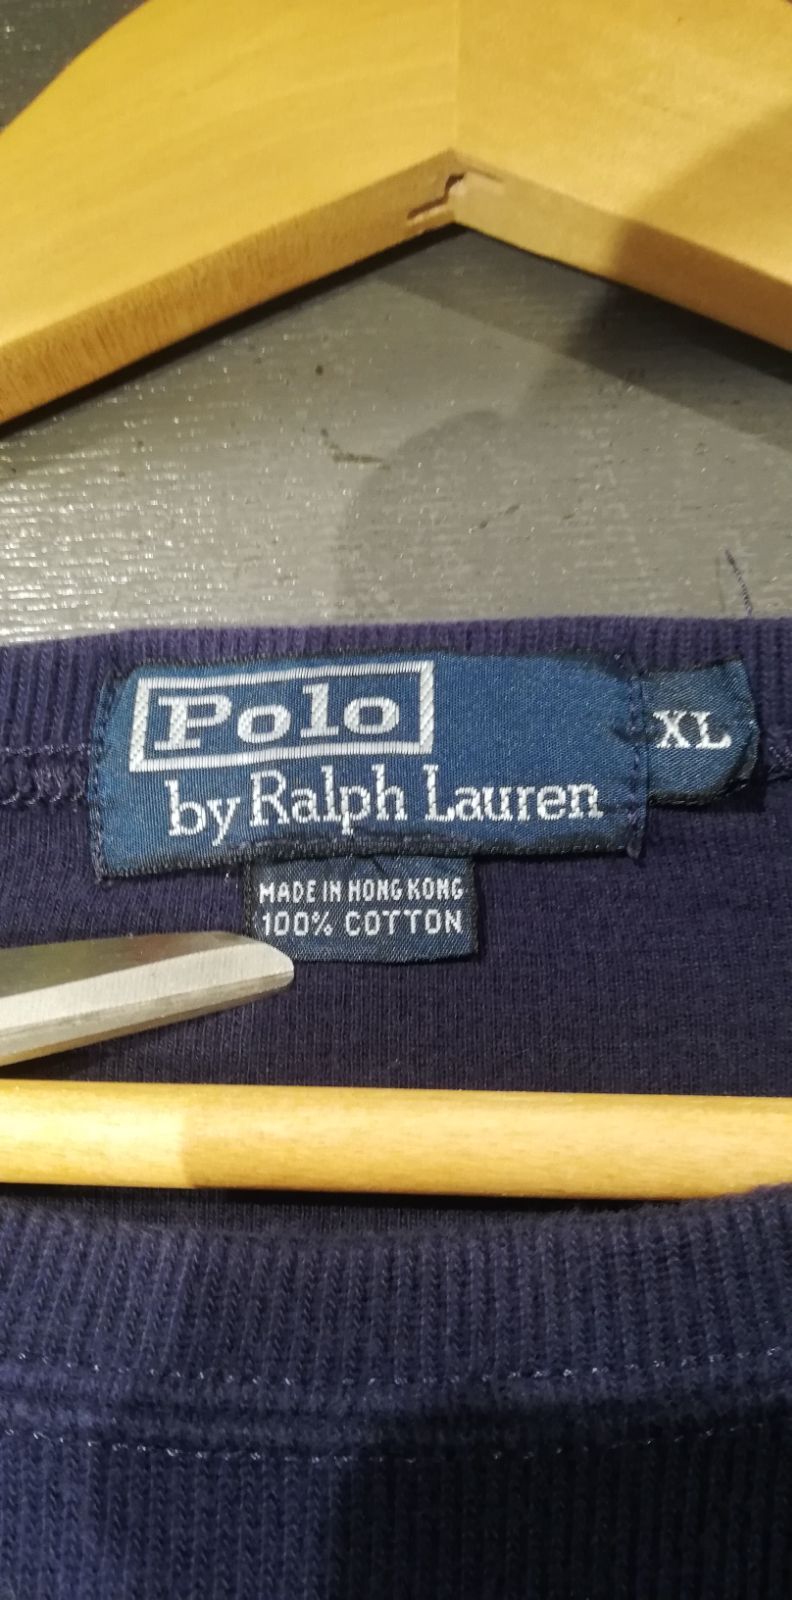 Polo
by Ralph Lauren
XL
MADE IN HONG KONG
100% COTTON